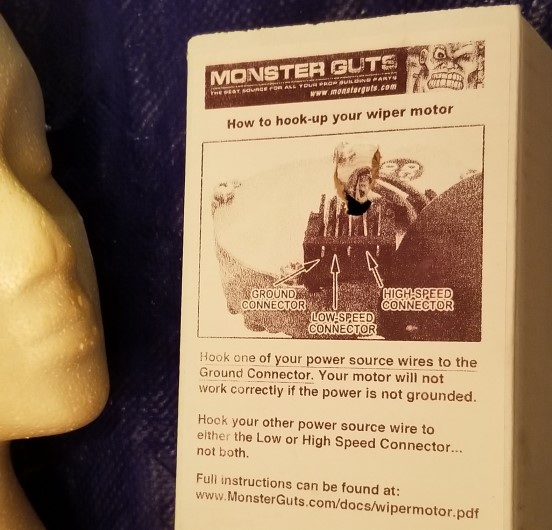 MONSTER GUTS
THE BEST SOURCE FOR ALL YOUR PROP BUILDING PARTS
www.monsterguts.com
How to hook-up your wiper motor
GROUND
CONNECTOR
LOW-SPEED
CONNECTOR
HIGH-SPEED
CONNECTOR
Hook one of your power source wires to the
Ground Connector. Your motor will not
work correctly if the power is not grounded.
Hook your other power source wire to
either the Low or High Speed Connector...
not both.
Full instructions can be found at:
www.MonsterGuts.com/docs/wipermotor.pdf